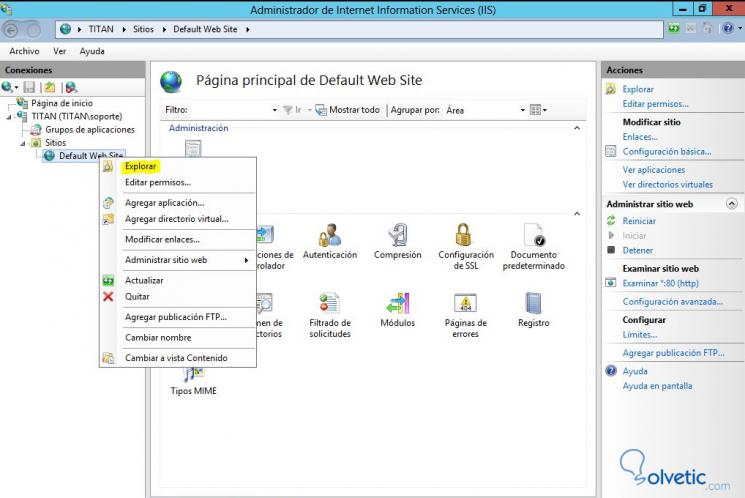 Administrador de Internet Information Services (IIS)
TITAN ▸ Sitios ▸ Default Web Site ▸
Archivo Ver Ayuda
Conexiones
Página de inicio
TITAN (TITAN\soporte)
Grupos de aplicaciones
Sitios
Default Web Site
Explorar
Editar permisos...
Agregar aplicación...
Agregar directorio virtual...
Modificar enlaces...
Administrar sitio web
Actualizar
Quitar
Agregar publicación FTP...
Cambiar nombre
Cambiar a vista Contenido
Página principal de Default Web Site
Filtro: Ir Mostrar todo Agrupar por: Área
Administración
ciones de
rolador
Autenticación
Compresión
Configuración
de SSL
Documento
predeterminado
men de
ctorios
Filtrado de
solicitudes
Módulos
404
Páginas de
errores
Registro
Tipos MIME
Acciones
Explorar
Editar permisos...
Modificar sitio
Enlaces...
Configuración básica...
Ver aplicaciones
Ver directorios virtuales
Administrar sitio web
Reiniciar
Iniciar
Detener
Examinar sitio web
Examinar *:80 (http)
Configuración avanzada...
Configurar
Límites...
Agregar publicación FTP...
Ayuda
Ayuda en pantalla
Solvetic.com